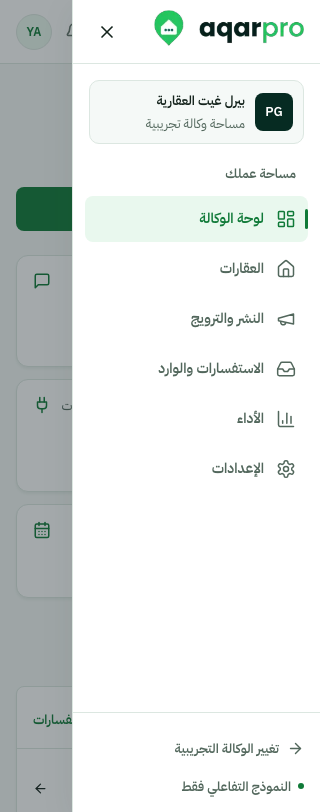 aqarpro
YA
بيرل غيت العقارية
مساحة وكالة تجريبية
PG
مساحة عملك
لوحة الوكالة
العقارات
النشر والترويج
الاستفسارات والوارد
الأداء
الإعدادات
تغيير الوكالة التجريبية
النموذج التفاعلي فقط